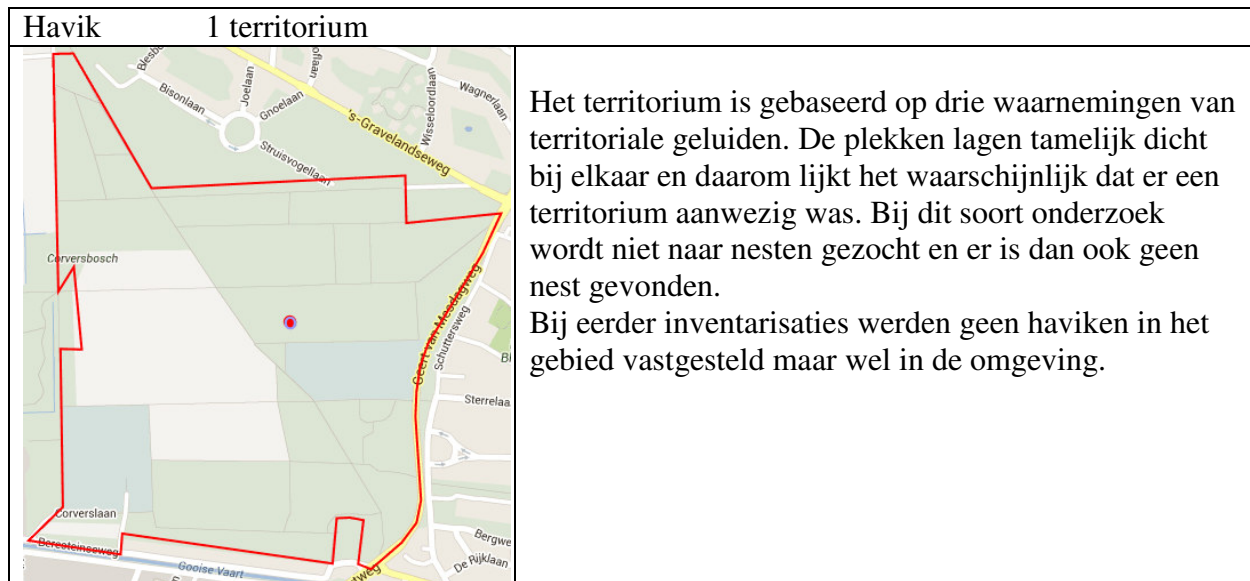 Havik 1 territorium
Het territorium is gebaseerd op drie waarnemingen van
territoriale geluiden. De plekken lagen tamelijk dicht
bij elkaar en daarom lijkt het waarschijnlijk dat er een
territorium aanwezig was. Bij dit soort onderzoek
wordt niet naar nesten gezocht en er is dan ook geen
nest gevonden.
Bij eerder inventarisaties werden geen haviken in het
gebied vastgesteld maar wel in de omgeving.
Bisonlaan
Joelaan
Gnoelaan
Wagnerlaan
Wisseloordlaan
's-Gravelandseweg
Struisvogellaan
Corversbosch
Geert van Mesdagweg
Schuttersweg
Sterrelaa
Corverslaan
Beresteinseweg
Gooise Vaart
Bergwe
De Rijklaan